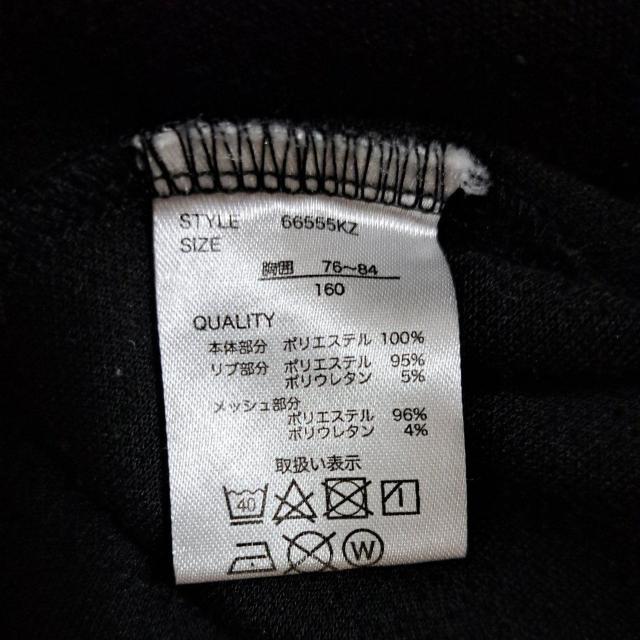 STYLE 66555KZ
SIZE
胸囲 76～84
160
QUALITY
本体部分 ポリエステル 100%
リブ部分 ポリエステル 95%
ポリウレタン 5%
メッシュ部分
ポリエステル 96%
ポリウレタン 4%
取扱い表示
40
W